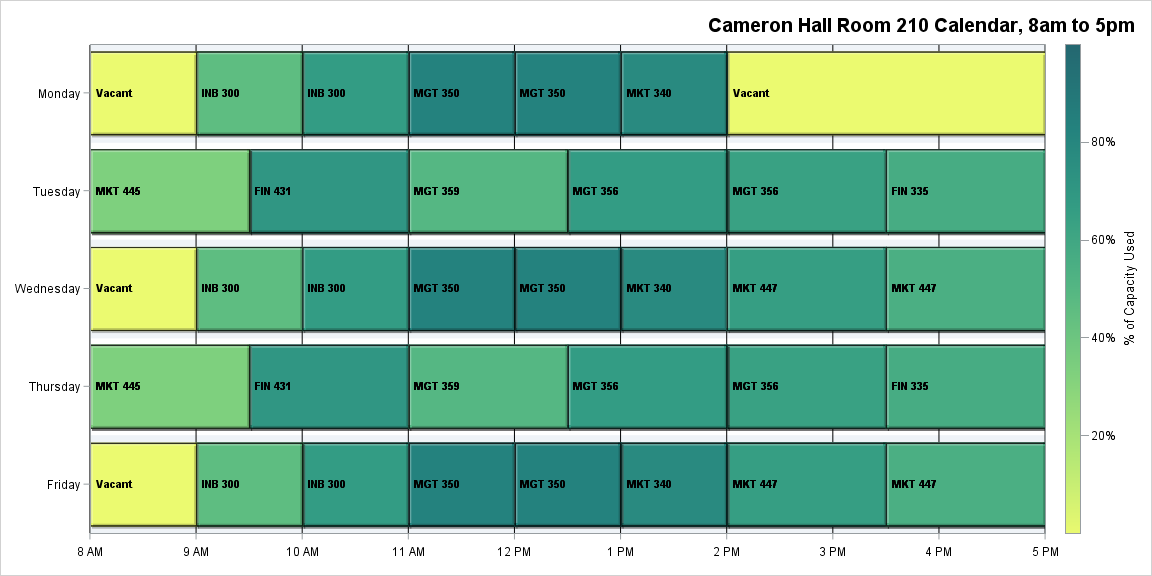 Cameron Hall Room 210 Calendar, 8am to 5pm
Monday Vacant INB 300 INB 300 MGT 350 MGT 350 MKT 340 Vacant
Tuesday MKT 445 FIN 431 MGT 359 MGT 356 MGT 356 FIN 335
Wednesday Vacant INB 300 INB 300 MGT 350 MGT 350 MKT 340 MKT 447 MKT 447
Thursday MKT 445 FIN 431 MGT 359 MGT 356 MGT 356 FIN 335
Friday Vacant INB 300 INB 300 MGT 350 MGT 350 MKT 340 MKT 447 MKT 447
8 AM 9 AM 10 AM 11 AM 12 PM 1 PM 2 PM 3 PM 4 PM 5 PM
80%
60%
40%
20%
% of Capacity Used